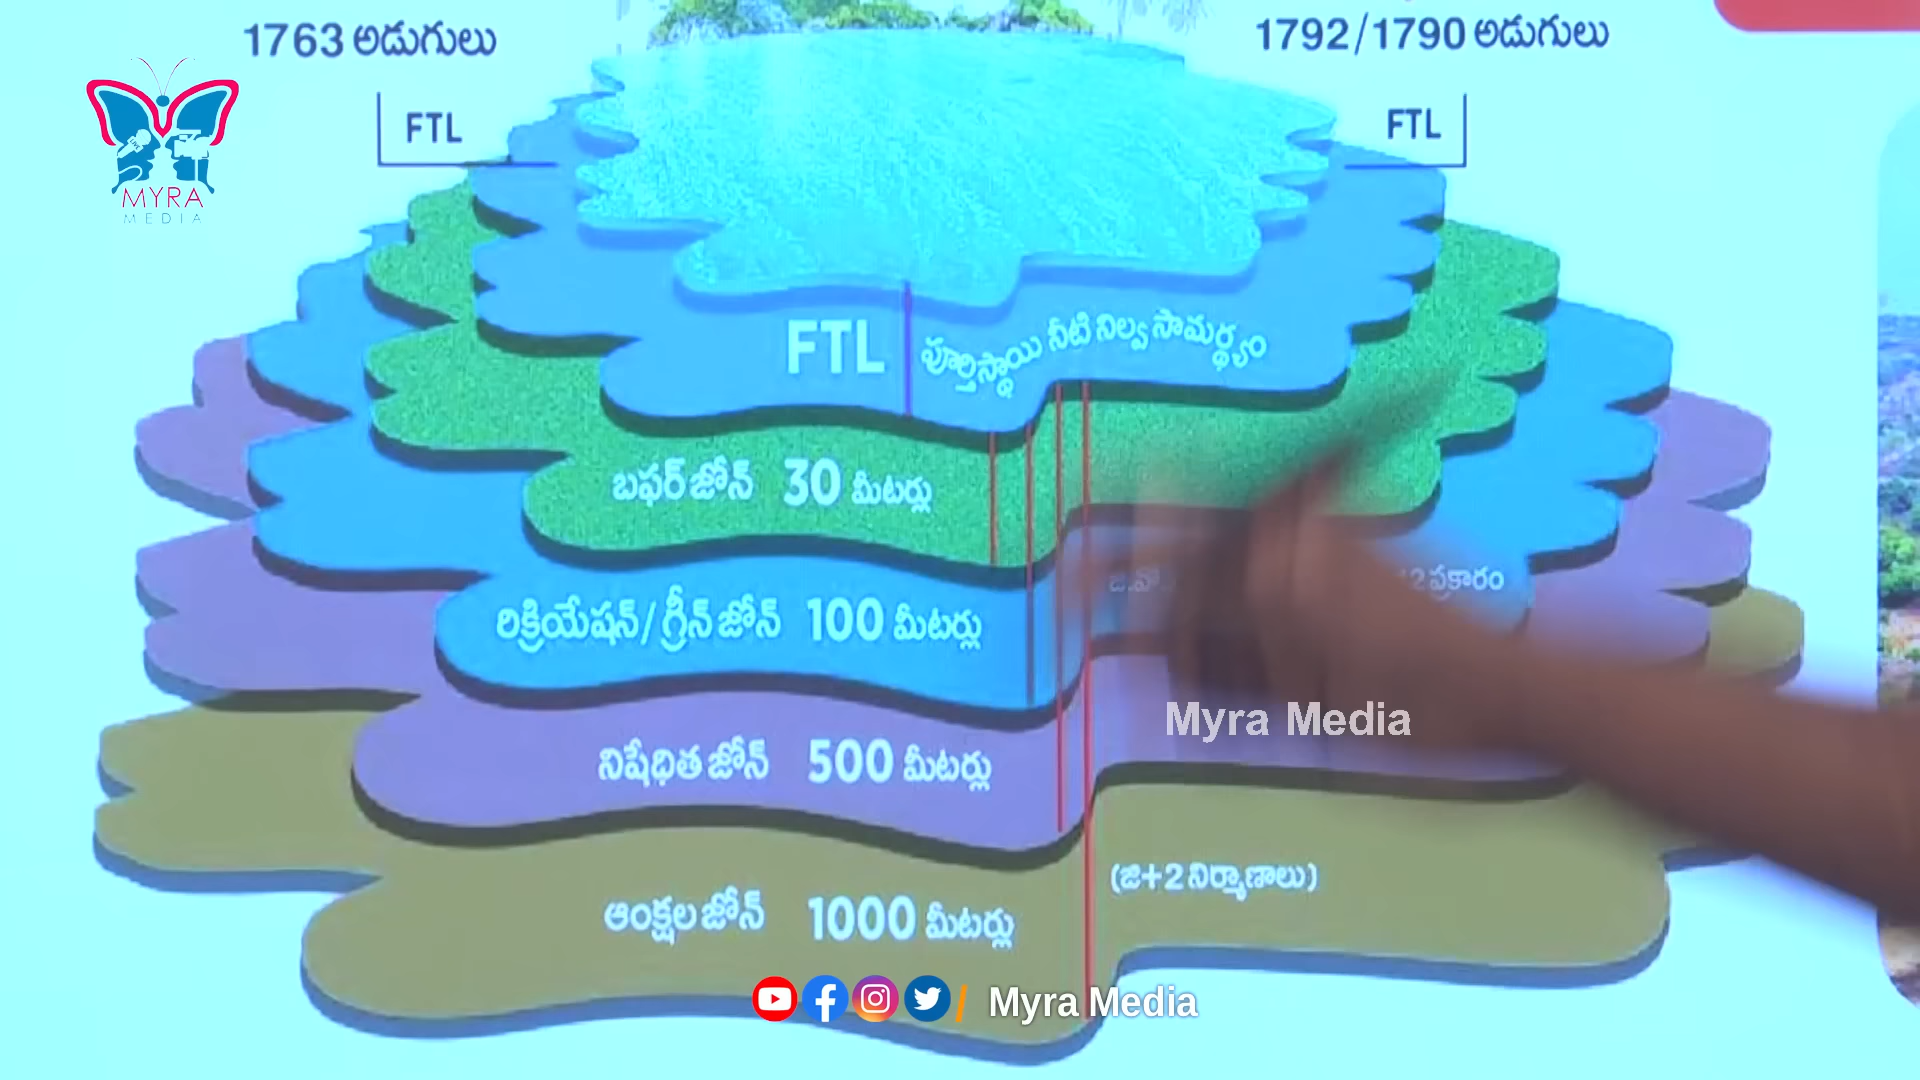 1763 అడుగులు
1792/1790 అడుగులు
MYRA
MEDIA
FTL
FTL
FTL పూర్తిస్థాయి నీటి నిల్వ సామర్థ్యం
బఫర్ జోన్ 30 మీటర్లు
ప్రకారం
రిక్రియేషన్/గ్రీన్ జోన్ 100 మీటర్లు
Myra Media
నిషేధిత జోన్ 500 మీటర్లు
(జి+2 నిర్మాణాలు)
ఆంక్షల జోన్ 1000 మీటర్లు
/ Myra Media